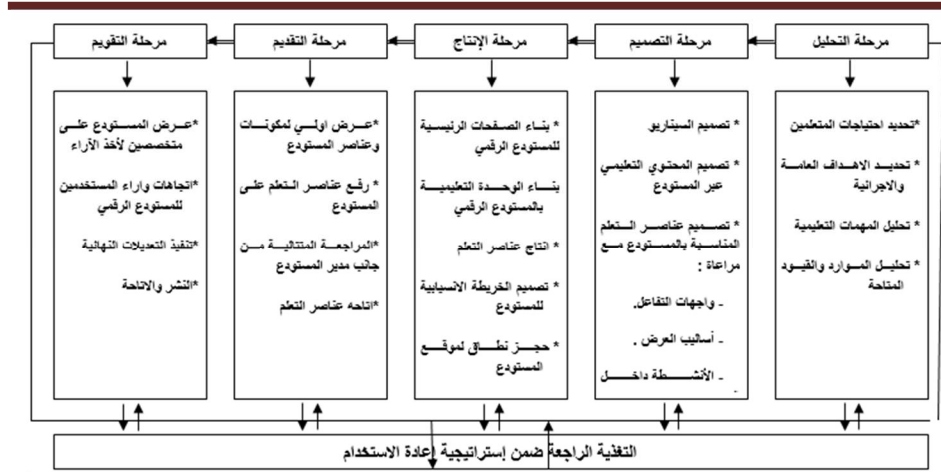 مرحلة التحليل
مرحلة التصميم
مرحلة الإنتاج
مرحلة التقديم
مرحلة التقويم
*تحديد احتياجات المتعلمين
* تحديد الاهداف العامة
والاجرائية
* تحليل المهمات التعليمية
* تحليل الموارد والقيود
المتاحة
* تصميم السيناريو
* تصميم المحتوي التعليمي
عبر المستودع
* تصميم عناصر التعلم
المناسبة بالمستودع مع
مراعاة :
- واجهات التفاعل.
- أساليب العرض .
- الأنشطة داخل
* بناء الصفحات الرئيسية
للمستودع الرقمي
بناء الوحدة التعليمية
بالمستودع الرقمي
* انتاج عناصر التعلم
* تصميم الخريطة الانسيابية
للمستودع
* حجز نطاق لموقع
المستودع
*عرض اولي لمكونات
وعناصر المستودع
* رفع عناصر التعلم على
المستودع
*المراجعة المتتالية من
جانب مدير المستودع
*اتاحه عناصر التعلم
*عرض المستودع على
متخصصين لأخذ الآراء
*اتجاهات واراء المستخدمين
للمستودع الرقمي
*تنفيذ التعديلات النهائية
*النشر والاتاحة
التغذية الراجعة ضمن إستراتيجية إعادة الاستخدام